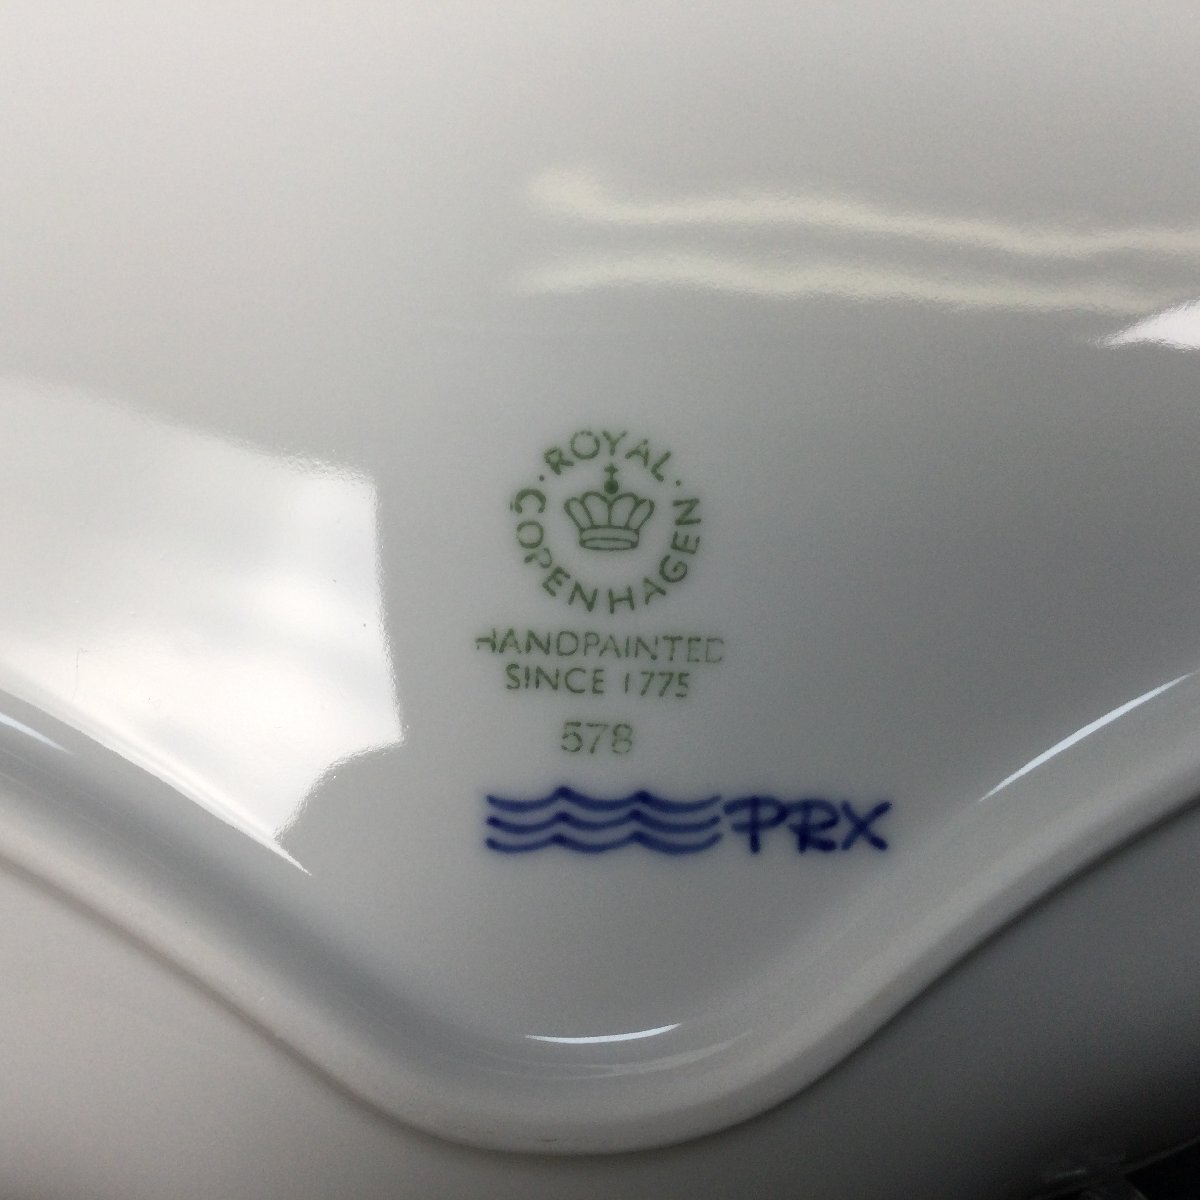 ROYAL
COPENHAGEN
HANDPAINTED
SINCE 1775
578
PRX